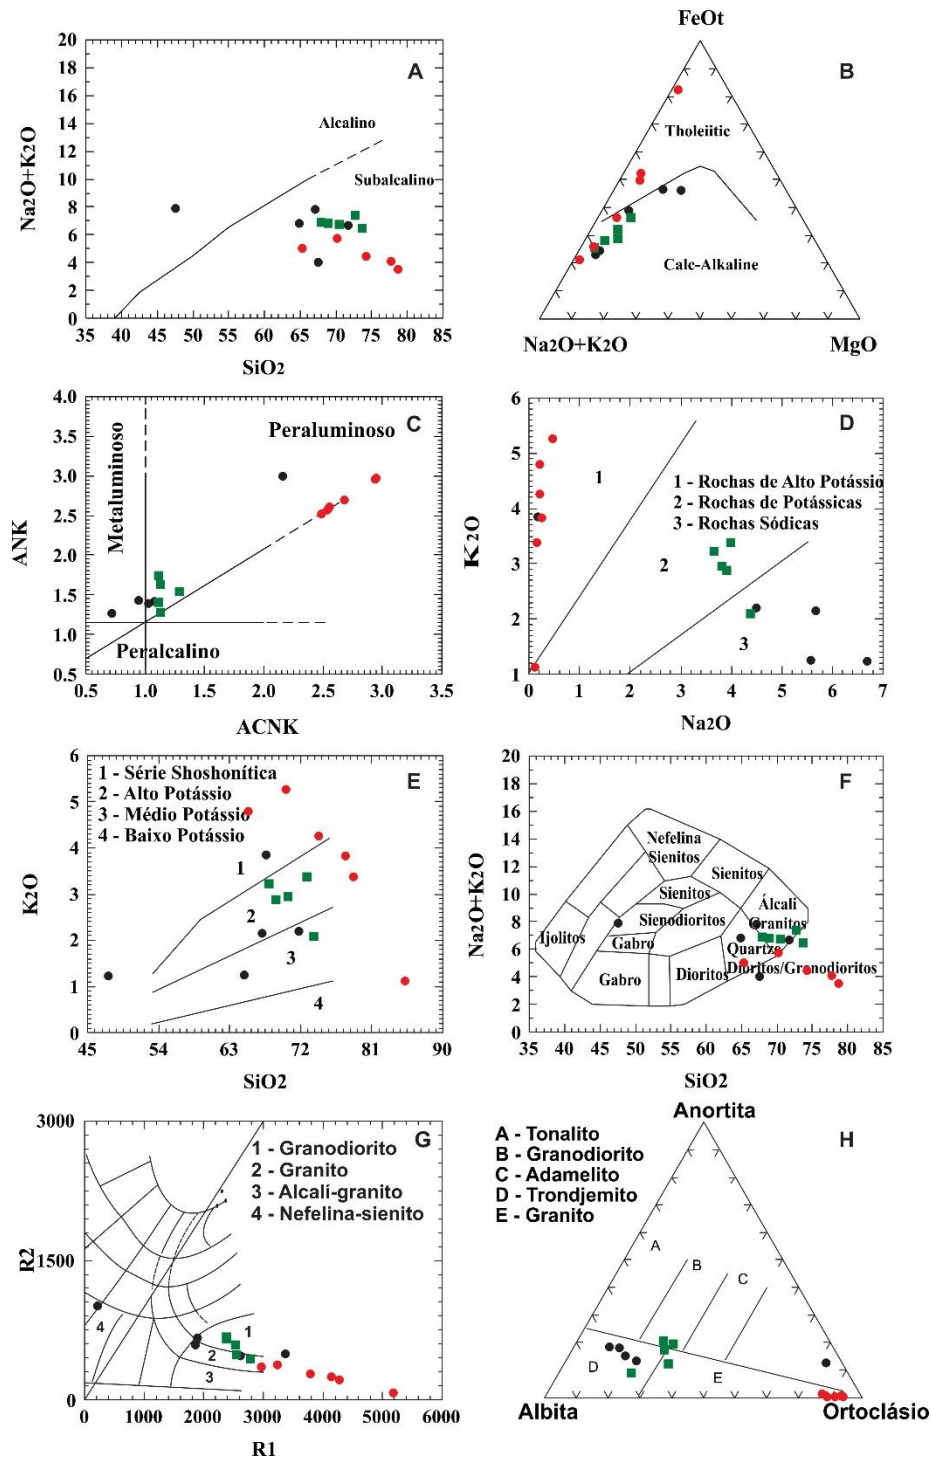 A
Na2O+K2O
20
18
16
14
12
10
8
6
4
2
0
Alcalino
Subalcalino
35 45 50 55 60 65 70 75 80 85
SiO2
FeOt
B
Tholeiitic
Calc-Alkaline
Na2O+K2O
MgO
C
ANK
4.0
3.5
3.0
2.5
2.0
1.5
1.0
0.5
Metaluminoso
Peraluminoso
Peralcalino
0.5 1.0 1.5 2.0 2.5 3.0 3.5
ACNK
D
K2O
6
5
4
3
2
1
1 - Rochas de Alto Potássio
2 - Rochas de Potássicas
3 - Rochas Sódicas
1
2
3
0 1 2 3 4 5 6 7
Na2O
E
K2O
6
5
4
3
2
1
0
1 - Série Shoshonítica
2 - Alto Potássio
3 - Médio Potássio
4 - Baixo Potássio
1
2
3
4
45 54 63 72 81 90
SiO2
F
Na2O+K2O
20
18
16
14
12
10
8
6
4
2
0
Nefelina
Sienitos
Sienitos
Sienitos
Álcali
Granitos
Sienodioritos
Ijolitos
Gabro
Quartzo
Gabro
Dioritos
Dioritos/Granodioritos
35 40 45 50 55 60 65 70 75 80 85
SiO2
G
R2
3000
1500
0
1 - Granodiorito
2 - Granito
3 - Alcalí-granito
4 - Nefelina-sienito
1
2
3
4
0 1000 2000 3000 4000 5000 6000
R1
Anortita
H
A - Tonalito
B - Granodiorito
C - Adamelito
D - Trondjemito
E - Granito
A
B
C
D
E
Albita
Ortoclásio